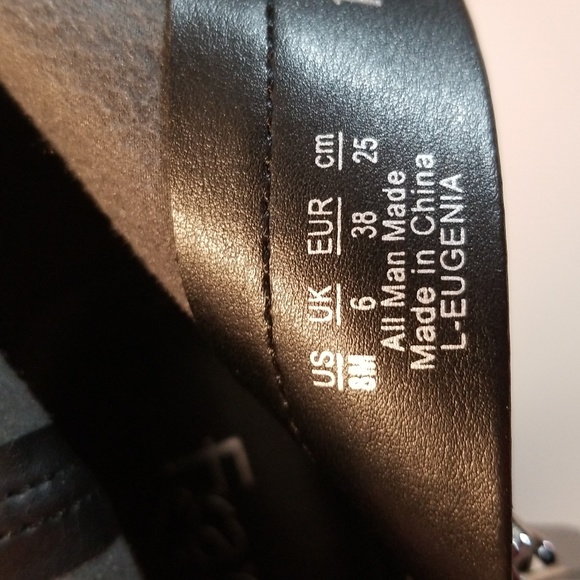 US UK EUR cm
8M 6 38 25
All Man Made
Made in China
L-EUGENIA